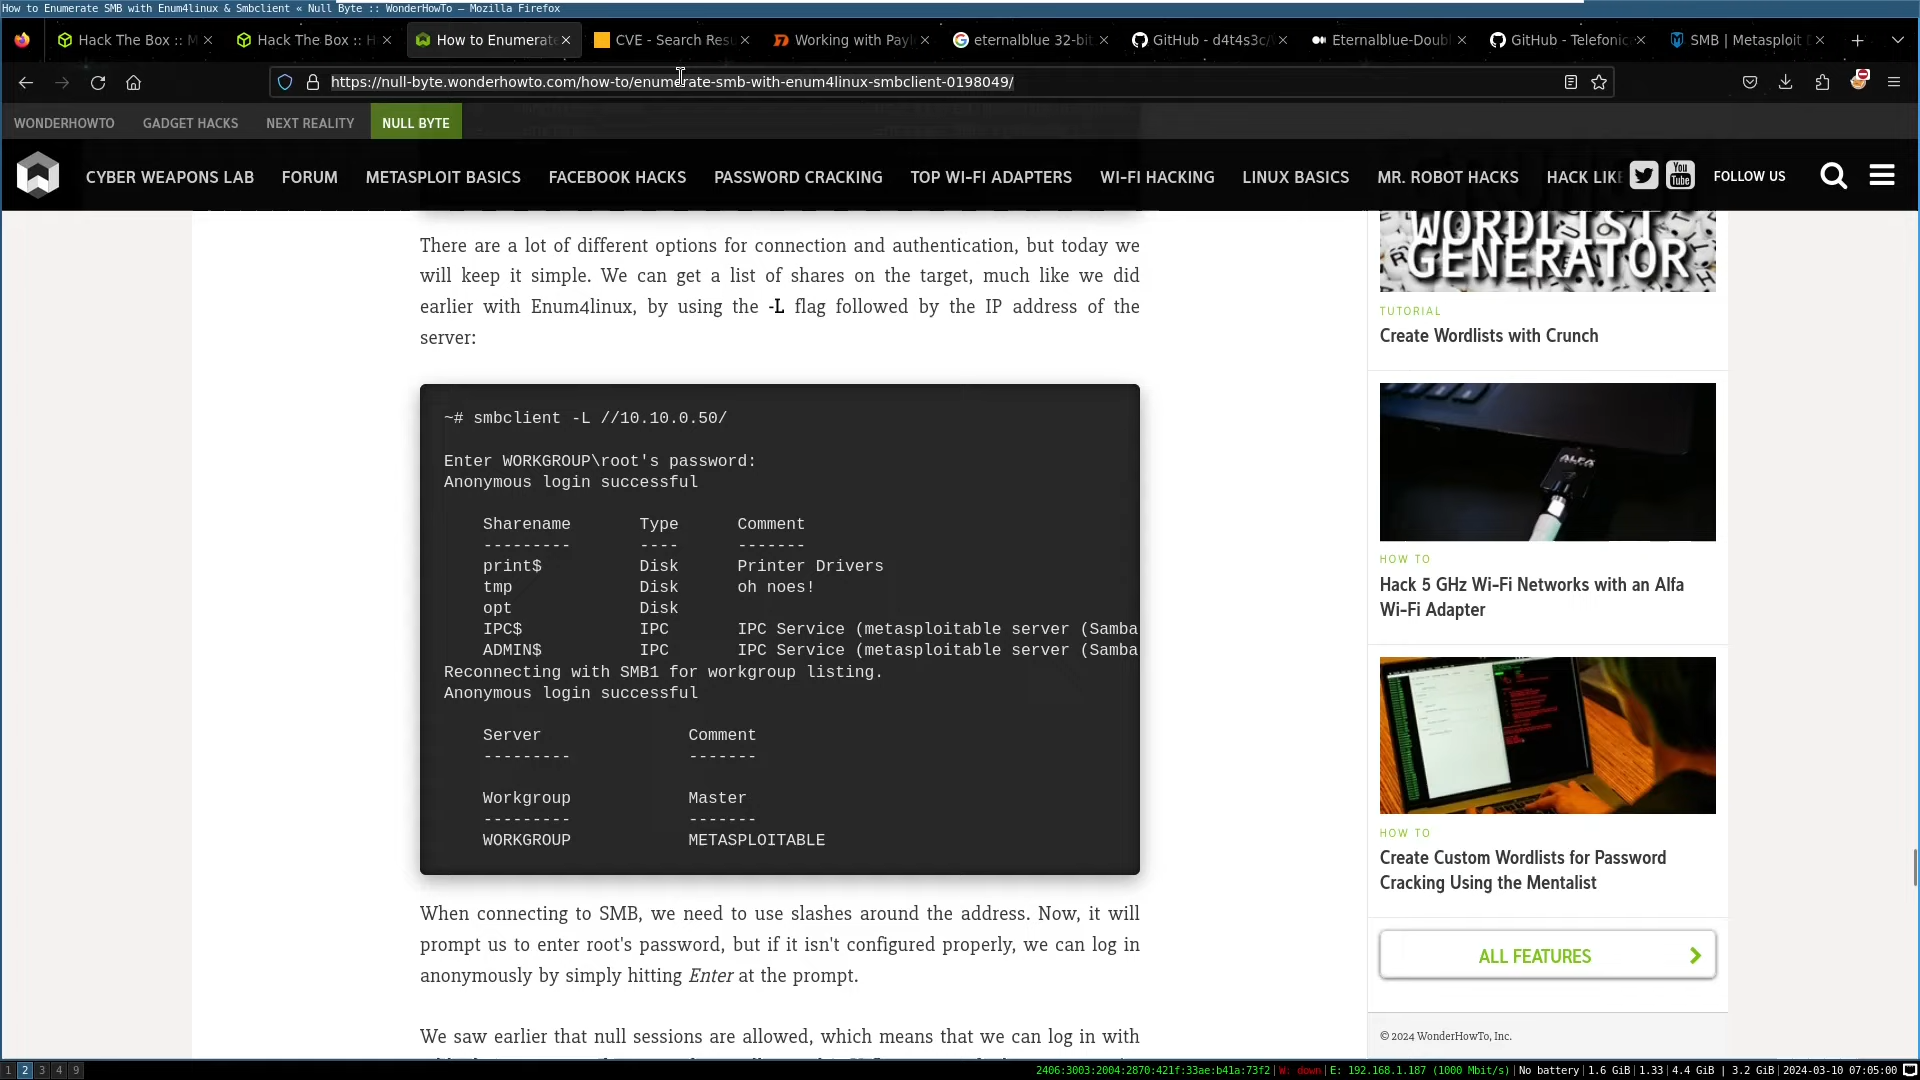 How to Enumerate SMB with Enum4linux & Smbclient « Null Byte :: WonderHowTo — Mozilla Firefox
Hack The Box :: M
Hack The Box :: H
How to Enumerate
CVE - Search Resu
Working with Payl
eternalblue 32-bit
GitHub - d4t4s3c/
Eternalblue-Doubl
GitHub - Telefonic
SMB | Metasploit
https://null-byte.wonderhowto.com/how-to/enumerate-smb-with-enum4linux-smbclient-0198049/
WONDERHOWTO GADGET HACKS NEXT REALITY NULL BYTE
CYBER WEAPONS LAB FORUM METASPLOIT BASICS FACEBOOK HACKS PASSWORD CRACKING TOP WI-FI ADAPTERS WI-FI HACKING LINUX BASICS MR. ROBOT HACKS HACK LIKE FOLLOW US
There are a lot of different options for connection and authentication, but today we
will keep it simple. We can get a list of shares on the target, much like we did
earlier with Enum4linux, by using the -L flag followed by the IP address of the
server:
~# smbclient -L //10.10.0.50/
Enter WORKGROUP\root's password:
Anonymous login successful
Sharename Type Comment
--------- ---- -------
print$ Disk Printer Drivers
tmp Disk oh noes!
opt Disk
IPC$ IPC IPC Service (metasploitable server (Samba
ADMIN$ IPC IPC Service (metasploitable server (Samba
Reconnecting with SMB1 for workgroup listing.
Anonymous login successful
Server Comment
--------- -------
Workgroup Master
--------- -------
WORKGROUP METASPLOITABLE
When connecting to SMB, we need to use slashes around the address. Now, it will
prompt us to enter root's password, but if it isn't configured properly, we can log in
anonymously by simply hitting Enter at the prompt.
We saw earlier that null sessions are allowed, which means that we can log in with
WORDLIST
GENERATOR
TUTORIAL
Create Wordlists with Crunch
ALFA
HOW TO
Hack 5 GHz Wi-Fi Networks with an Alfa
Wi-Fi Adapter
HOW TO
Create Custom Wordlists for Password
Cracking Using the Mentalist
ALL FEATURES
© 2024 WonderHowTo, Inc.
1 2 3 4 9
2406:3003:2004:2870:421f:33ae:b41a:73f2 | W: down | E: 192.168.1.187 (1000 Mbit/s) | No battery | 1.6 GiB | 1.33 | 4.4 GiB | 3.2 GiB | 2024-03-10 07:05:00